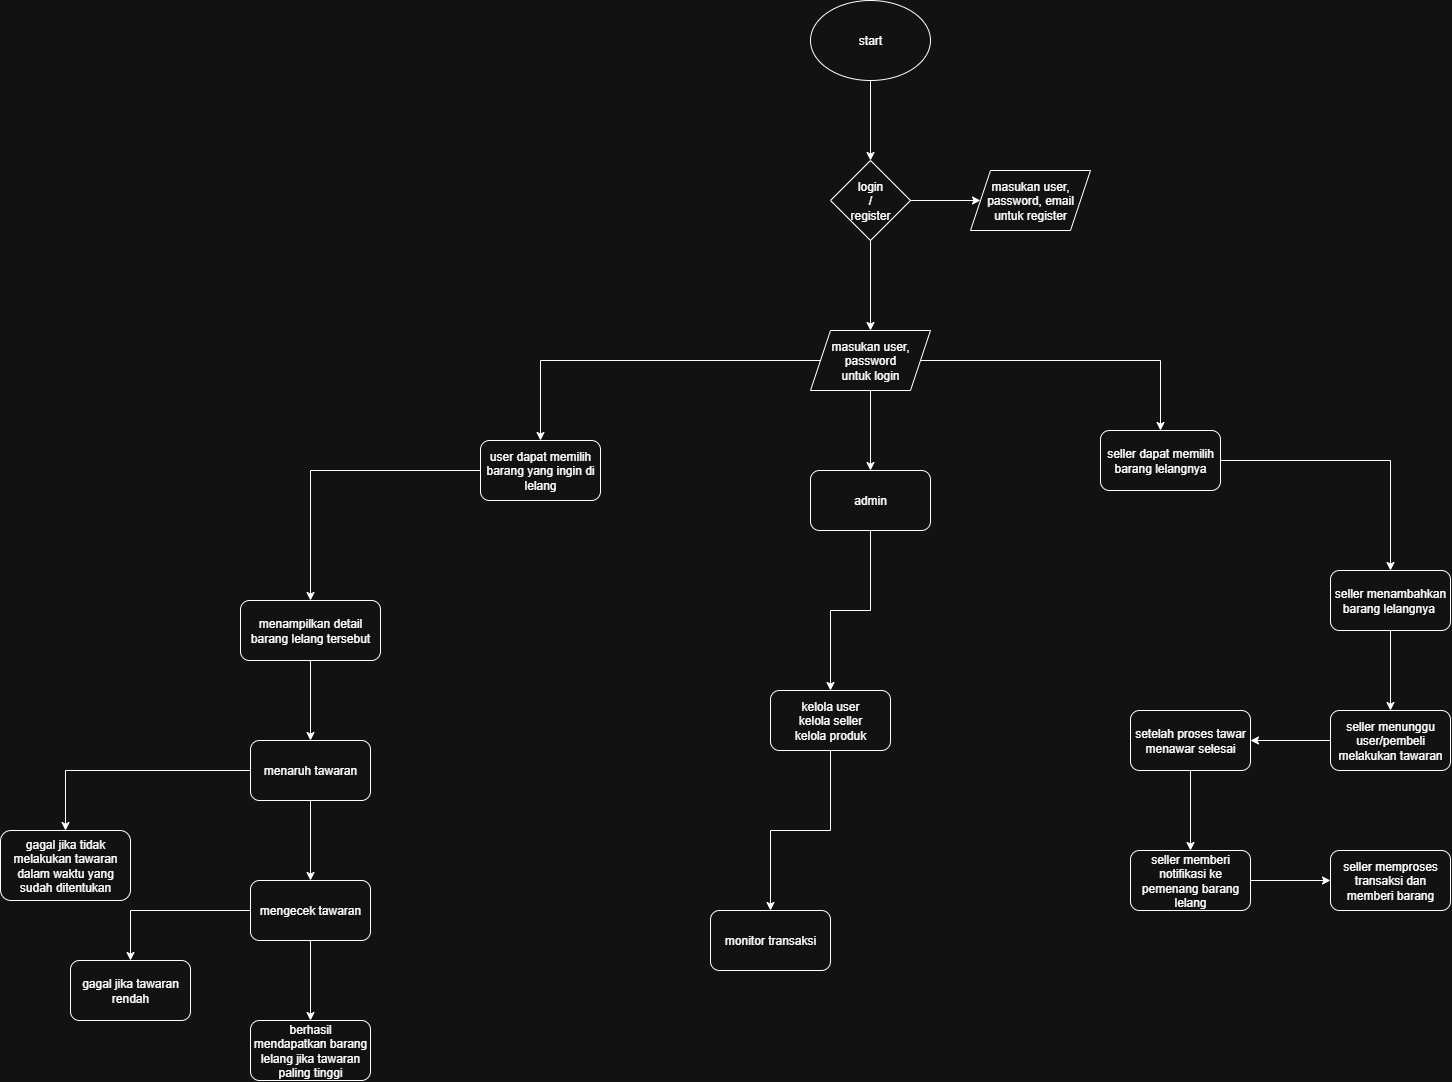 start
login
/
register
masukan user,
password, email
untuk register
masukan user,
password
untuk login
user dapat memilih
barang yang ingin di
lelang
admin
seller dapat memilih
barang lelangnya
menampilkan detail
barang lelang tersebut
seller menambahkan
barang lelangnya
kelola user
kelola seller
kelola produk
setelah proses tawar
menawar selesai
seller menunggu
user/pembeli
melakukan tawaran
menaruh tawaran
gagal jika tidak
melakukan tawaran
dalam waktu yang
sudah ditentukan
mengecek tawaran
seller memberi
notifikasi ke
pemenang barang
lelang
seller memproses
transaksi dan
memberi barang
monitor transaksi
gagal jika tawaran
rendah
berhasil
mendapatkan barang
lelang jika tawaran
paling tinggi